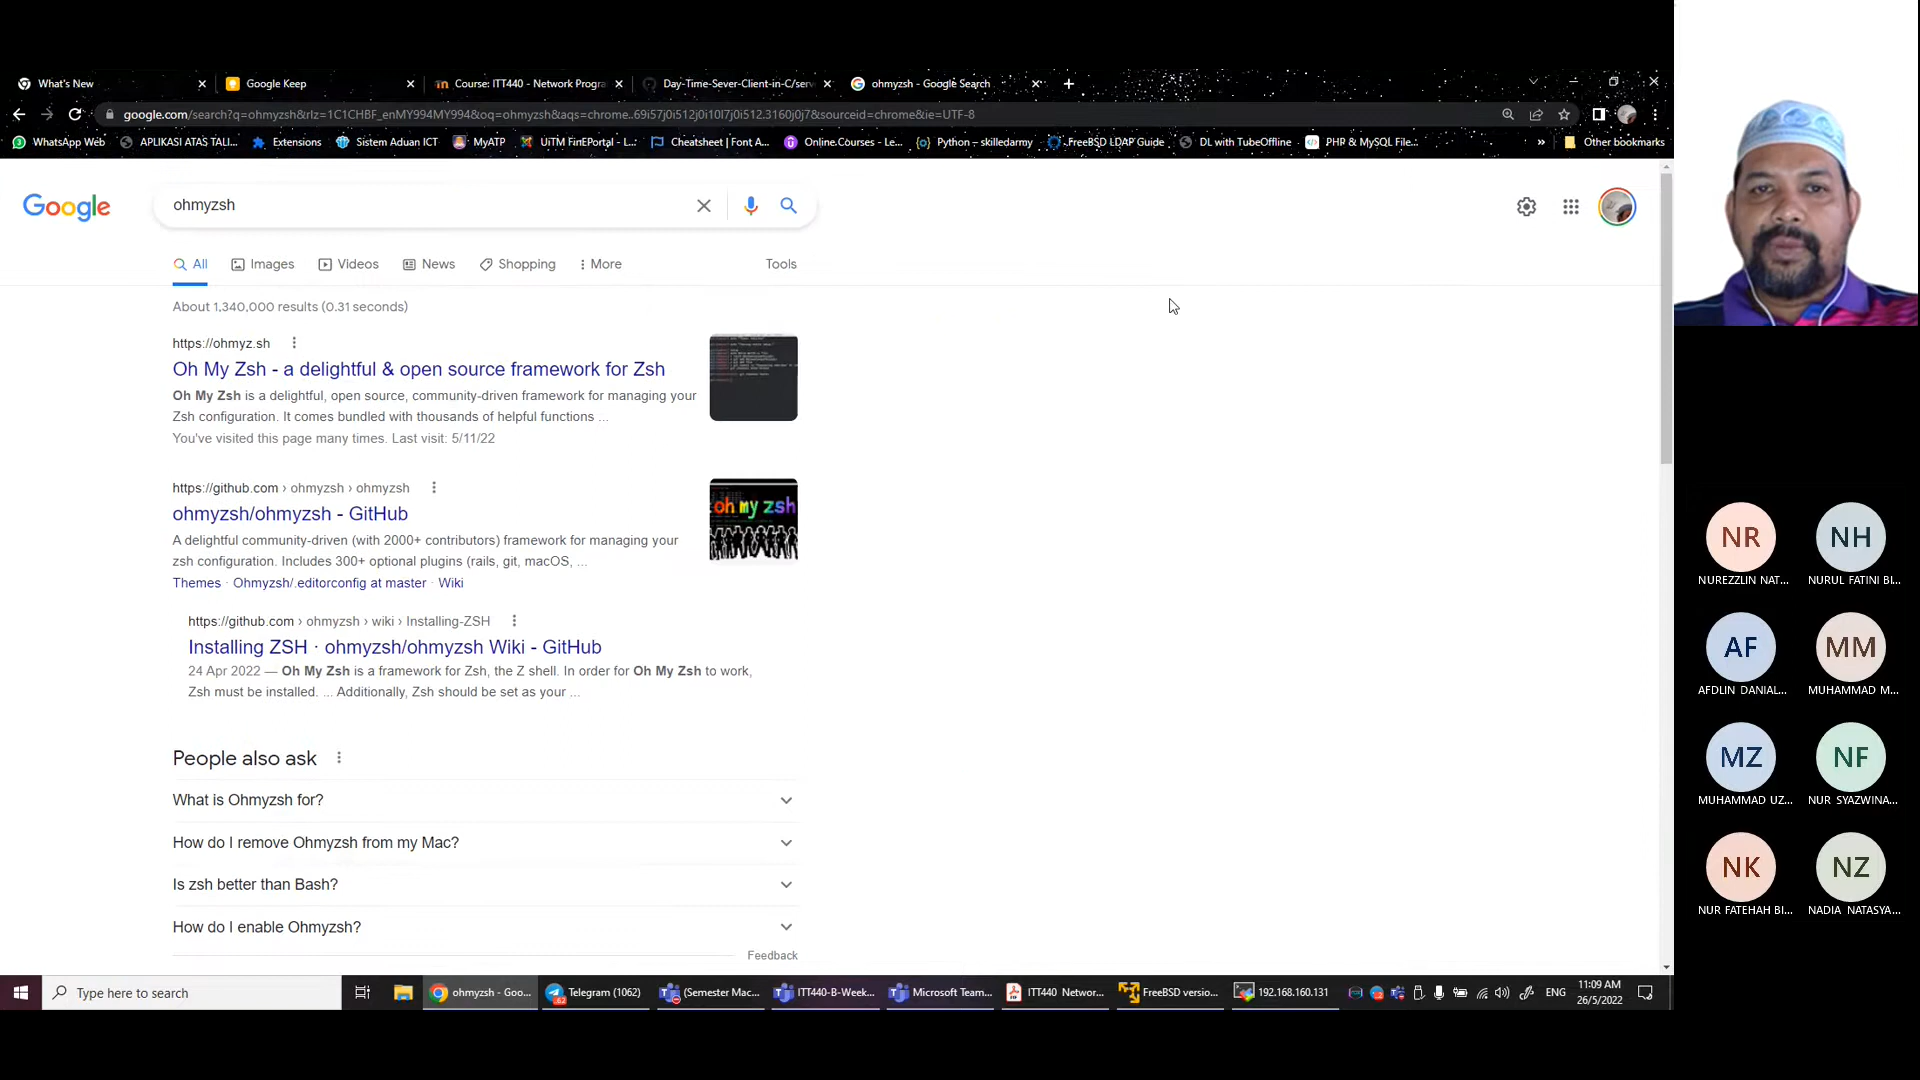 What's New
Google Keep
Course: ITT440 - Network Progra
Day-Time-Sever-Client-in-C/serv
ohmyzsh - Google Search
google.com/search?q=ohmyzsh&rlz=1C1CHBF_enMY994MY994&oq=ohmyzsh&aqs=chrome..69i57j0i512j0i10l7j0i512.3160j0j7&sourceid=chrome&ie=UTF-8
WhatsApp Web
APLIKASI ATAS TALI...
Extensions
Sistem Aduan ICT
MyATP
UiTM FinEPortal - L...
Cheatsheet | Font A...
Online Courses - Le...
Python – skilledarmy
FreeBSD LDAP Guide
DL with TubeOffline
PHP & MySQL File...
»
Other bookmarks
Google
ohmyzsh
All
Images
Videos
News
Shopping
More
Tools
About 1,340,000 results (0.31 seconds)
https://ohmyz.sh
Oh My Zsh - a delightful & open source framework for Zsh
Oh My Zsh is a delightful, open source, community-driven framework for managing your
Zsh configuration. It comes bundled with thousands of helpful functions ...
You've visited this page many times. Last visit: 5/11/22
https://github.com › ohmyzsh › ohmyzsh
ohmyzsh/ohmyzsh - GitHub
A delightful community-driven (with 2000+ contributors) framework for managing your
zsh configuration. Includes 300+ optional plugins (rails, git, macOS, ...
Themes · Ohmyzsh/.editorconfig at master · Wiki
oh my zsh
https://github.com › ohmyzsh › wiki › Installing-ZSH
Installing ZSH · ohmyzsh/ohmyzsh Wiki - GitHub
24 Apr 2022 — Oh My Zsh is a framework for Zsh, the Z shell. In order for Oh My Zsh to work,
Zsh must be installed. ... Additionally, Zsh should be set as your ...
People also ask
What is Ohmyzsh for?
How do I remove Ohmyzsh from my Mac?
Is zsh better than Bash?
How do I enable Ohmyzsh?
Feedback
NR
NUREZZLIN NAT...
NH
NURUL FATINI BI...
AF
AFDLIN DANIAL...
MM
MUHAMMAD M...
MZ
MUHAMMAD UZ...
NF
NUR SYAZWINA...
NK
NUR FATEHAH BI...
NZ
NADIA NATASYA...
Type here to search
ohmyzsh - Goo...
Telegram (1062)
(Semester Mac...
ITT440-B-Week...
Microsoft Team...
ITT440 Networ...
FreeBSD versio...
192.168.160.131
ENG
11:09 AM
26/5/2022